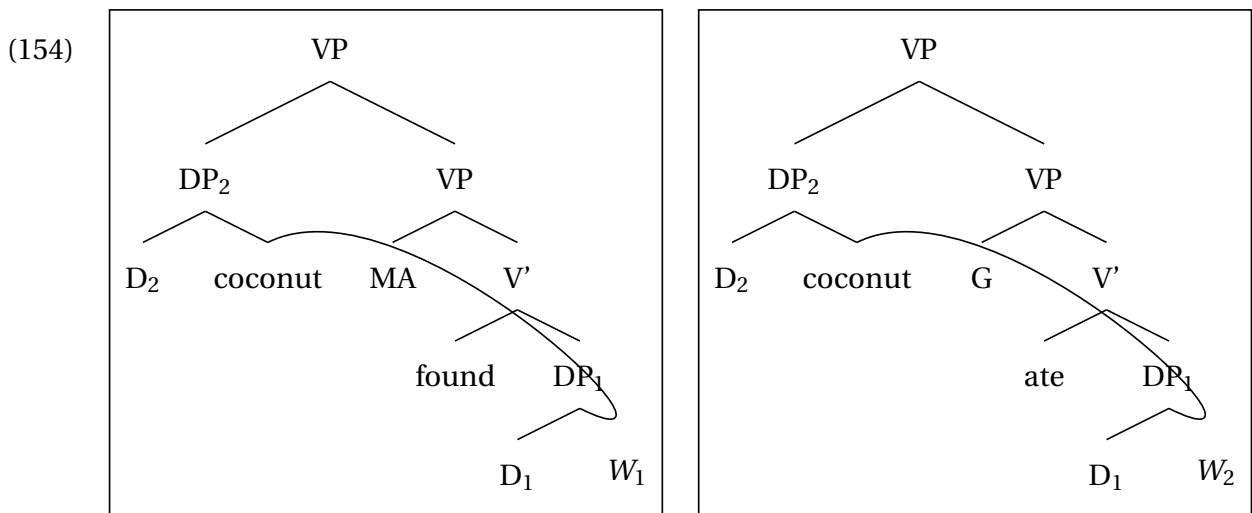 (154) VP VP
DP₂ VP DP₂ VP
D₂ coconut MA V’ D₂ coconut G V’
found DP₁ ate DP₁
D₁ W₁ D₁ W₂